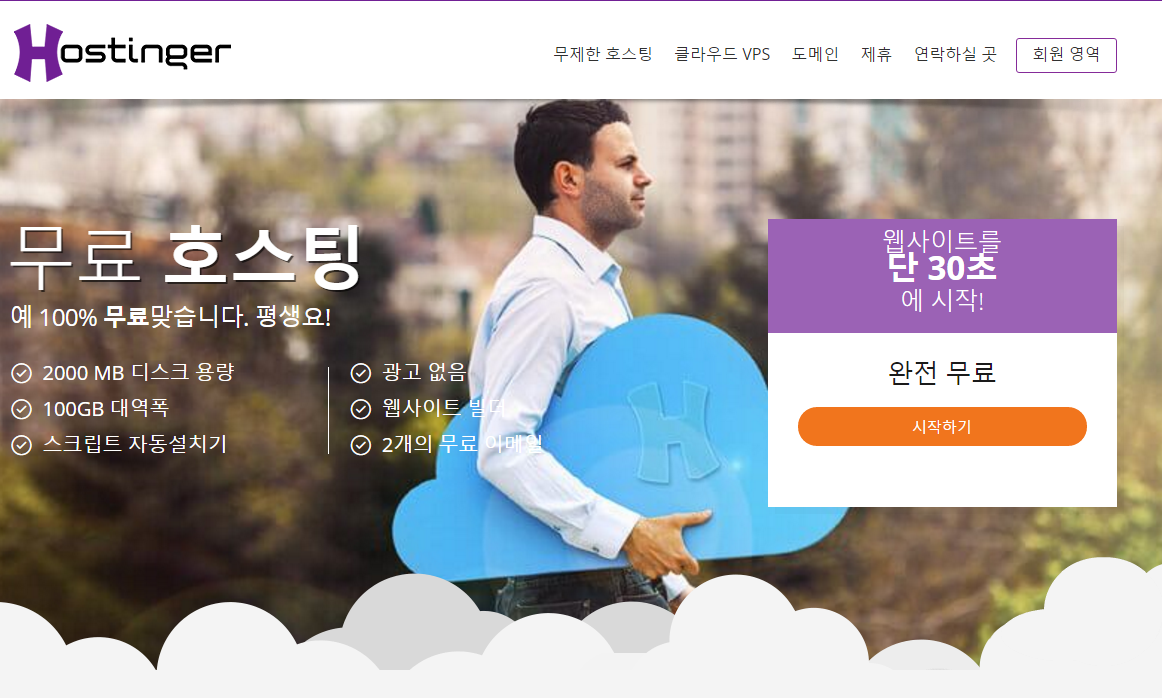 Hostinger
무제한 호스팅 클라우드 VPS 도메인 제휴 연락하실 곳 회원 영역
무료 호스팅
예 100% 무료맞습니다. 평생요!
2000 MB 디스크 용량
100GB 대역폭
스크립트 자동설치기
광고 없음
웹사이트 빌더
2개의 무료 이메일
웹사이트를
단 30초
에 시작!
완전 무료
시작하기
H